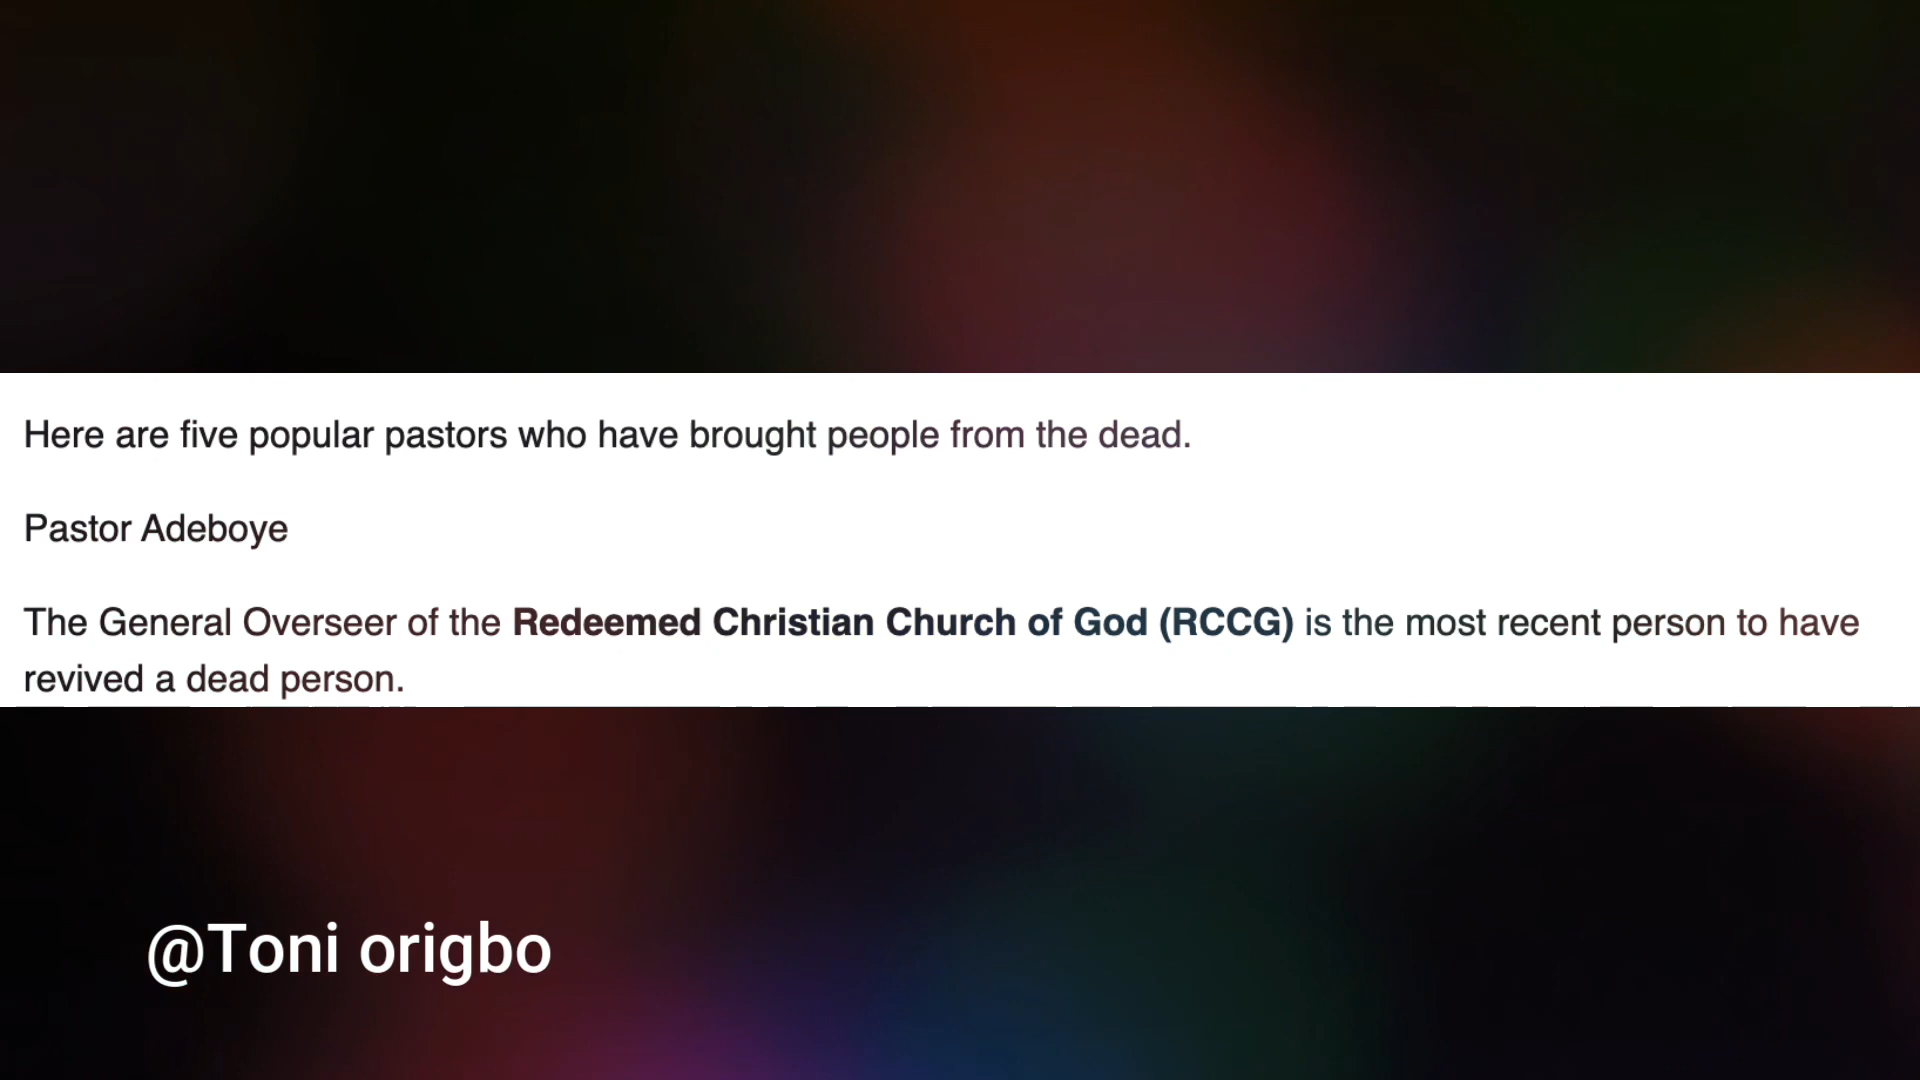 Here are five popular pastors who have brought people from the dead.
Pastor Adeboye
The General Overseer of the Redeemed Christian Church of God (RCCG) is the most recent person to have
revived a dead person.
@Toni origbo